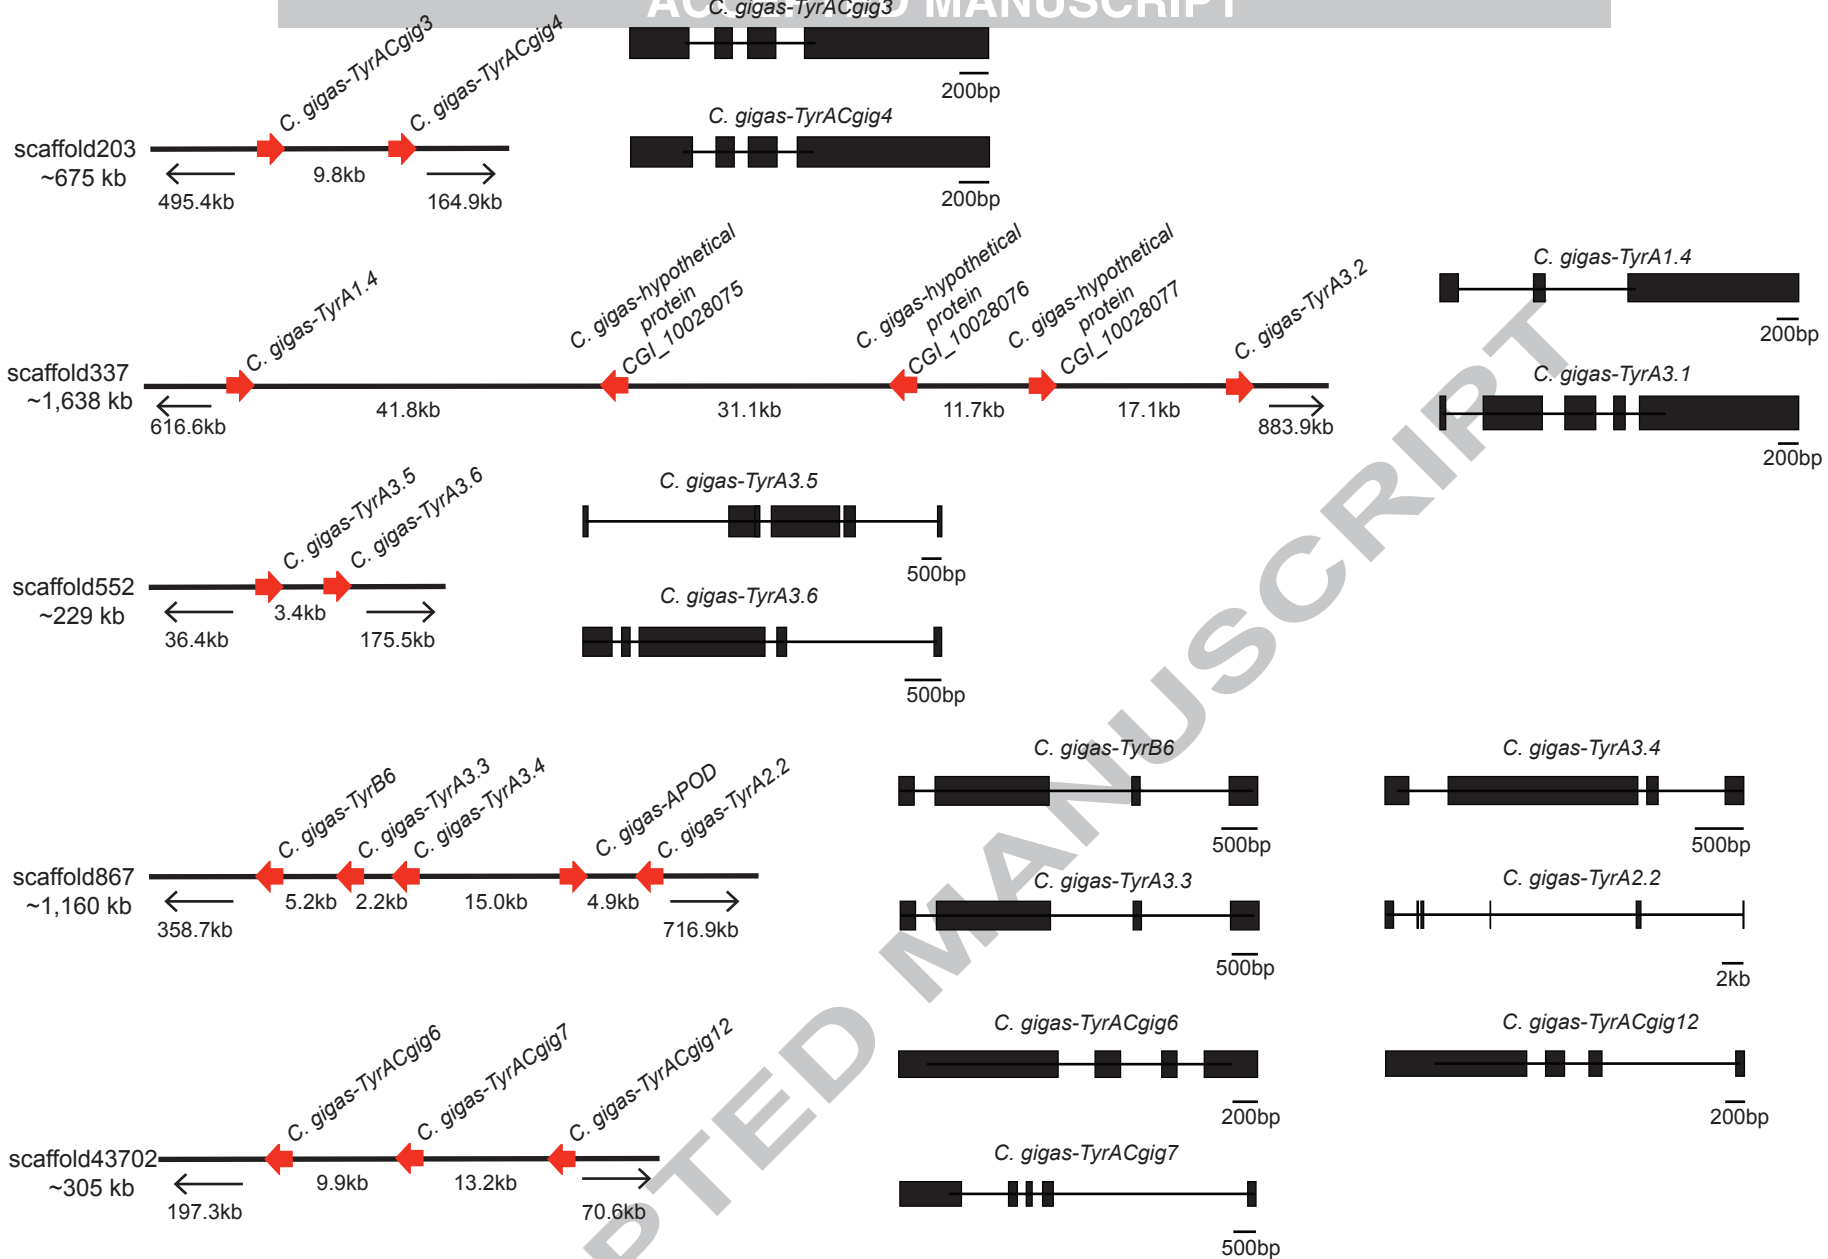 ACCEPTED MANUSCRIPT
C. gigas-TyrACgig3
C. gigas-TyrACgig4
scaffold203
~675 kb
495.4kb
9.8kb
164.9kb
C. gigas-TyrACgig3
200bp
C. gigas-TyrACgig4
200bp
scaffold337
~1,638 kb
C. gigas-TyrA1.4
C. gigas-hypothetical
protein
CGI_10028075
C. gigas-hypothetical
protein
CGI_10028076
C. gigas-hypothetical
protein
CGI_10028077
C. gigas-TyrA3.2
616.6kb
41.8kb
31.1kb
11.7kb
17.1kb
883.9kb
C. gigas-TyrA1.4
200bp
C. gigas-TyrA3.1
200bp
scaffold552
~229 kb
C. gigas-TyrA3.5
C. gigas-TyrA3.6
36.4kb
3.4kb
175.5kb
C. gigas-TyrA3.5
500bp
C. gigas-TyrA3.6
500bp
scaffold867
~1,160 kb
C. gigas-TyrB6
C. gigas-TyrA3.3
C. gigas-TyrA3.4
C. gigas-APOD
C. gigas-TyrA2.2
358.7kb
5.2kb
2.2kb
15.0kb
4.9kb
716.9kb
C. gigas-TyrB6
500bp
C. gigas-TyrA3.4
500bp
C. gigas-TyrA3.3
500bp
C. gigas-TyrA2.2
2kb
scaffold43702
~305 kb
C. gigas-TyrACgig6
C. gigas-TyrACgig7
C. gigas-TyrACgig12
197.3kb
9.9kb
13.2kb
70.6kb
C. gigas-TyrACgig6
200bp
C. gigas-TyrACgig12
200bp
C. gigas-TyrACgig7
500bp
PTED MANUSCRIPT